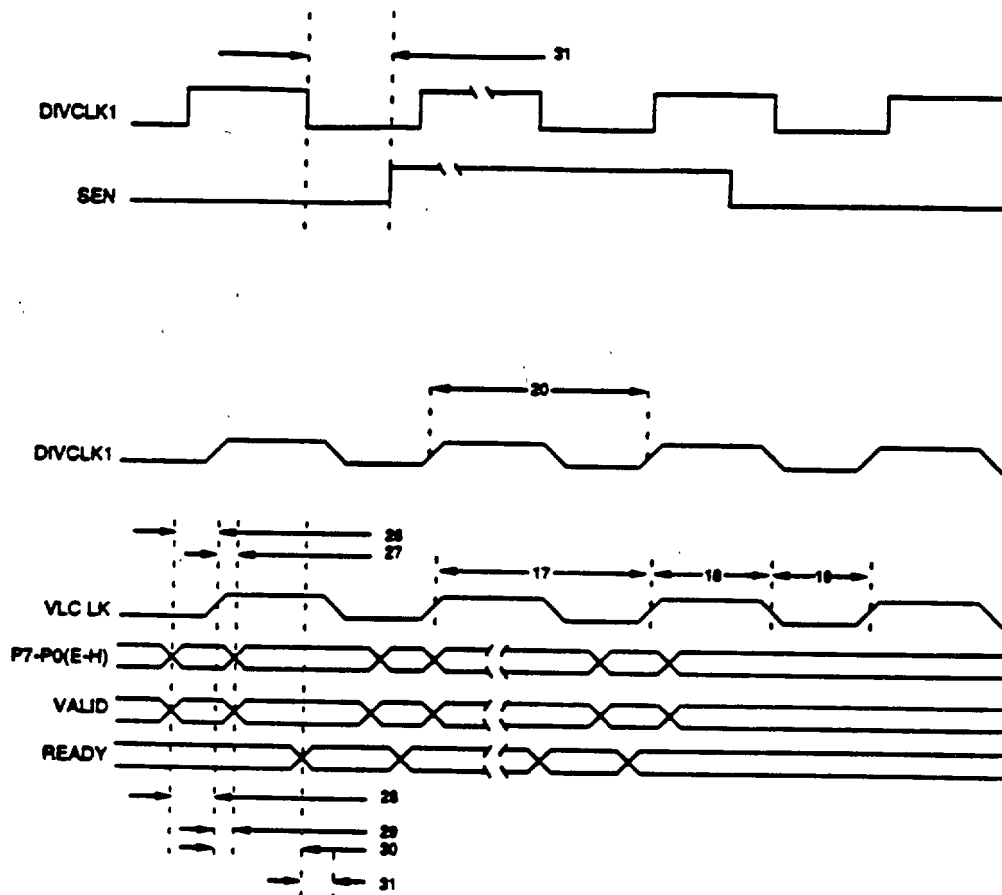 31
DIVCLK1
SEN
20
DIVCLK1
26
27
17
18
19
VLC LK
P7-P0(E-H)
VALID
READY
28
29
30
31